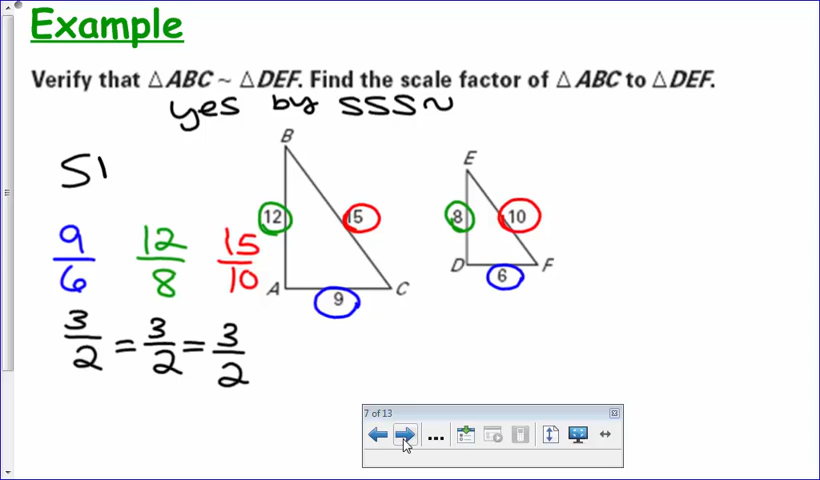 Example
Verify that △ABC ~ △DEF. Find the scale factor of △ABC to △DEF.
yes by SSS~
B
E
12
15
8
10
9/6 12/8 15/10
A
C
9
D
F
6
3/2 = 3/2 = 3/2
7 of 13